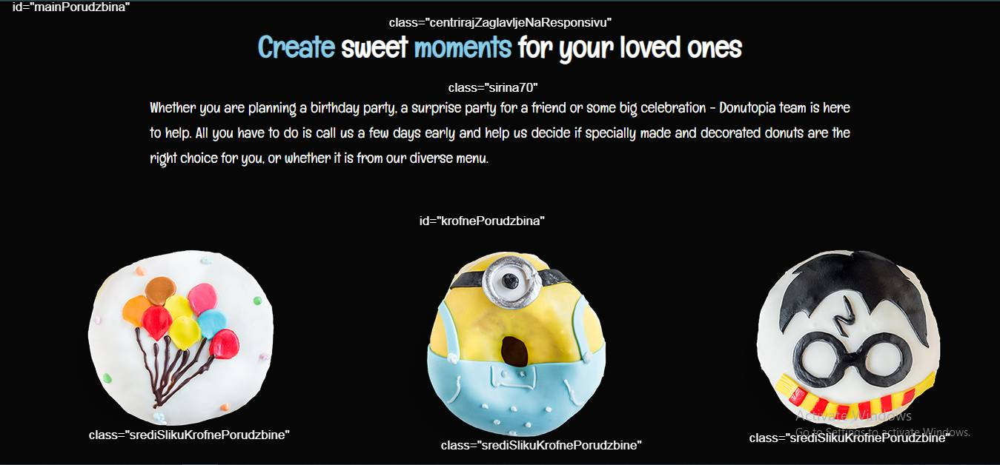 id="mainPorudzbina"
class="centrirajZaglavljeNaResponsivu"
Create sweet moments for your loved ones
class="sirina70"
Whether you are planning a birthday party, a surprise party for a friend or some big celebration - Donutopia team is here
to help. All you have to do is call us a few days early and help us decide if specially made and decorated donuts are the
right choice for you, or whether it is from our diverse menu.
id="krofnePorudzbina"
Activate Windows
Go to Settings to activate Windows.
class="srediSlikuKrofnePorudzbine"
class="srediSlikuKrofnePorudzbine"
class="srediSlikuKrofnePorudzbine"